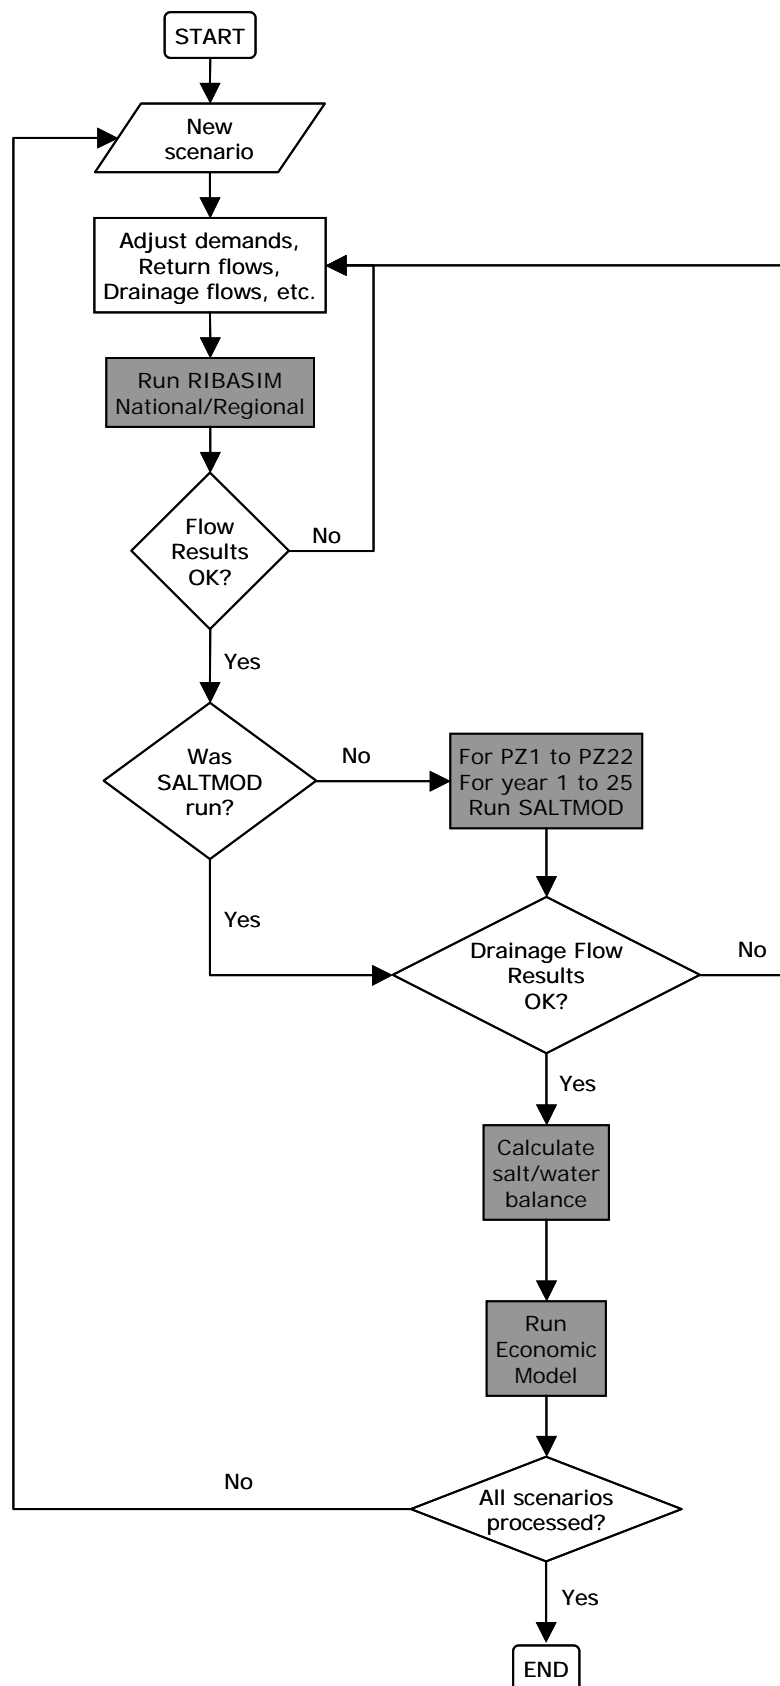 START
New
scenario
Adjust demands,
Return flows,
Drainage flows, etc.
Run RIBASIM
National/Regional
Flow
Results
OK?
No
Yes
Was
SALTMOD
run?
No
For PZ1 to PZ22
For year 1 to 25
Run SALTMOD
Yes
Drainage Flow
Results
OK?
No
Yes
Calculate
salt/water
balance
Run
Economic
Model
No
All scenarios
processed?
Yes
END